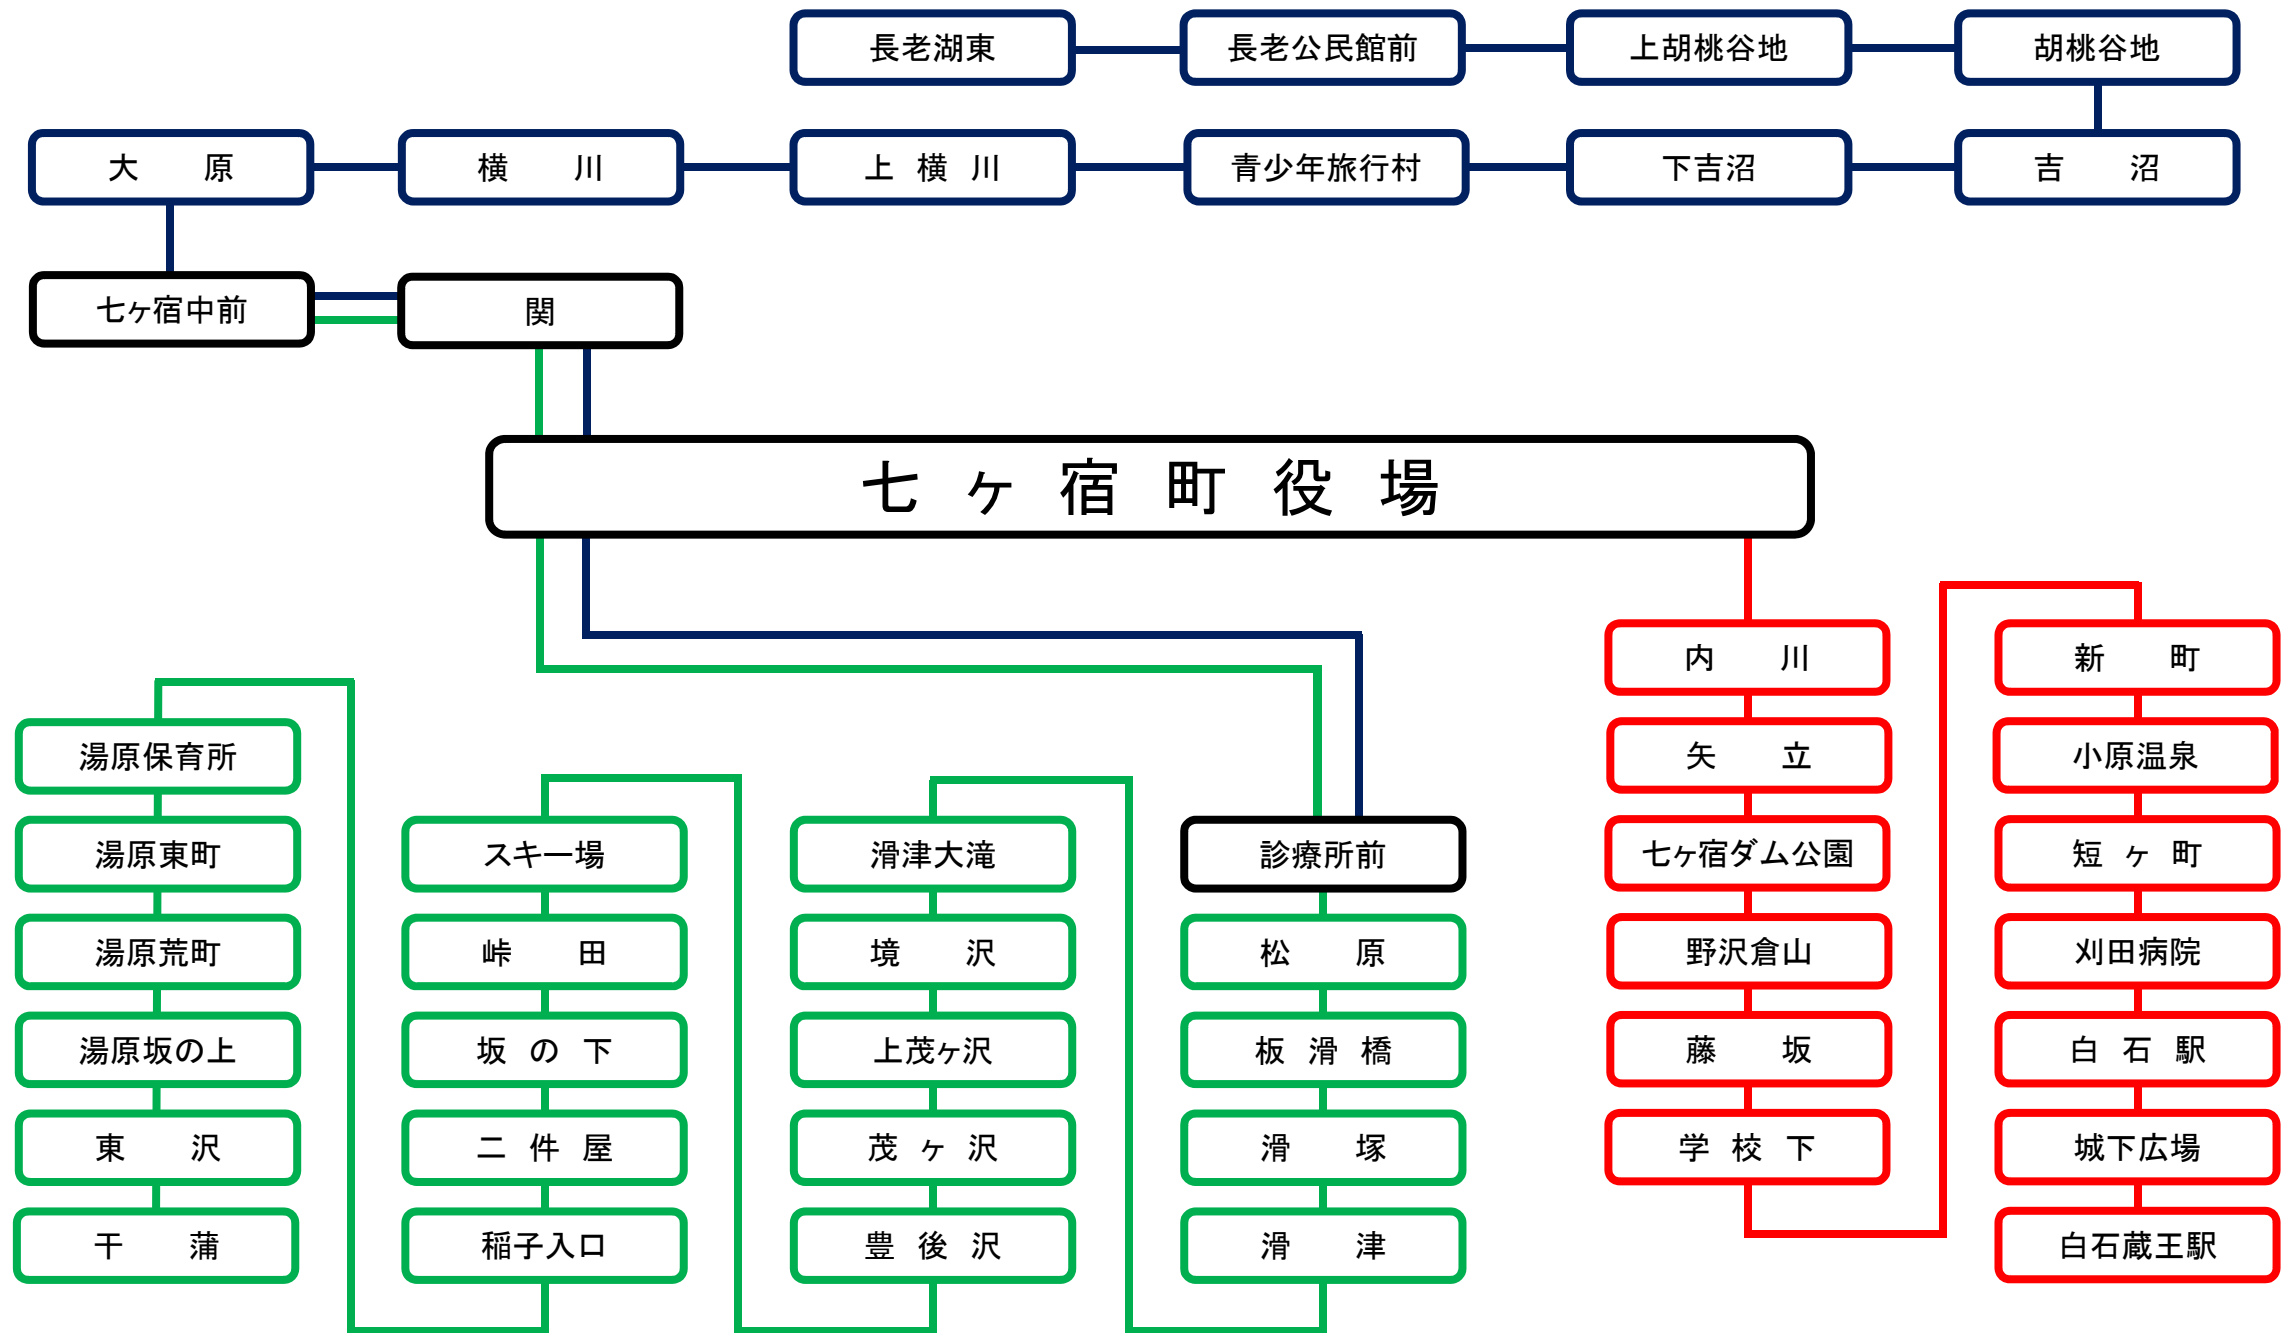 長老湖東
長老公民館前
上胡桃谷地
胡桃谷地
大原
横川
上横川
青少年旅行村
下吉沼
吉沼
七ヶ宿中前
関
七ヶ宿町役場
湯原保育所
湯原東町
湯原荒町
湯原坂の上
東沢
干蒲
スキー場
峠田
坂の下
二件屋
稲子入口
滑津大滝
境沢
上茂ヶ沢
茂ヶ沢
豊後沢
診療所前
松原
板滑橋
滑塚
滑津
内川
矢立
七ヶ宿ダム公園
野沢倉山
藤坂
学校下
新町
小原温泉
短ヶ町
刈田病院
白石駅
城下広場
白石蔵王駅